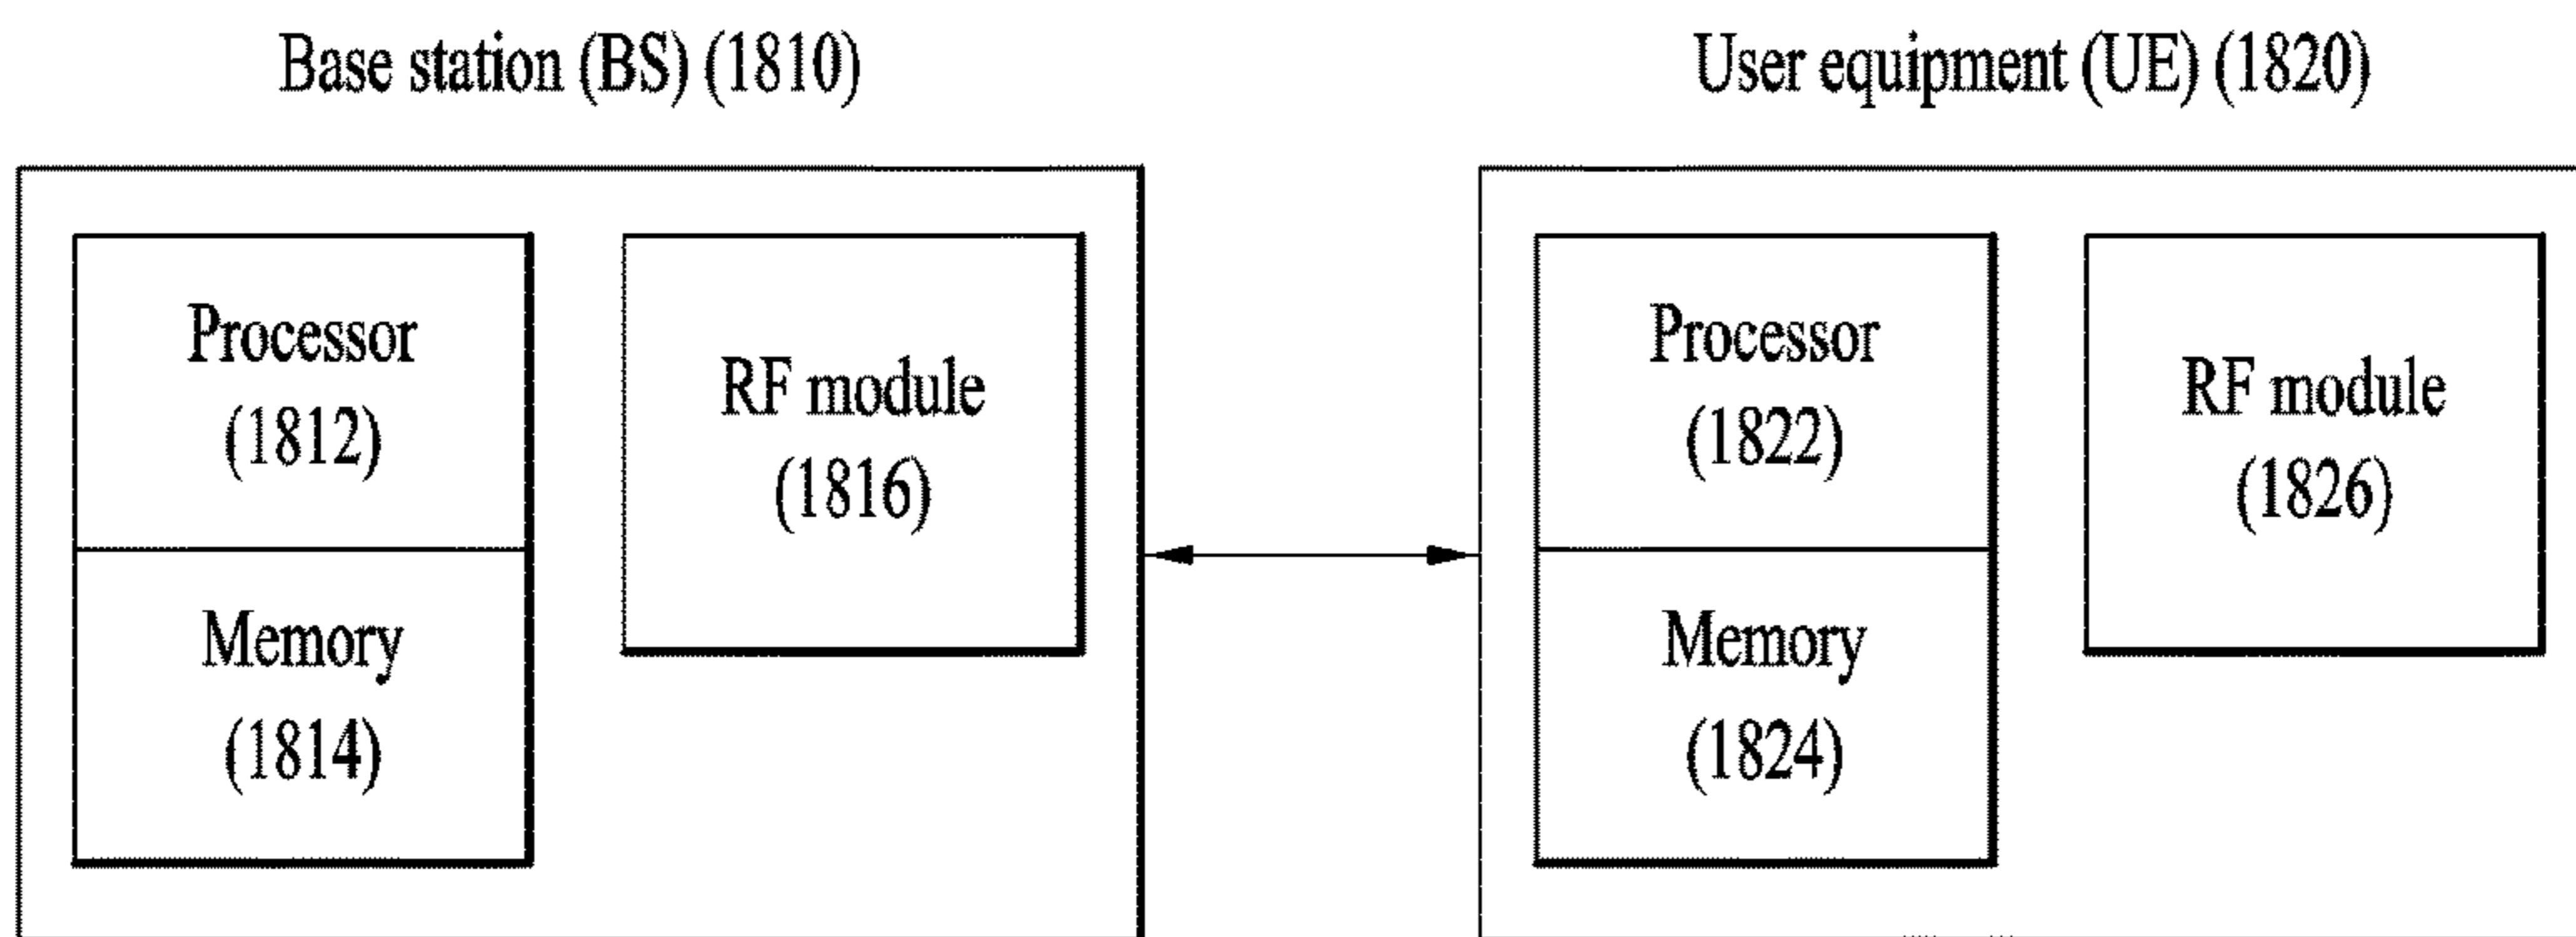 Base station (BS) (1810)
Processor
(1812)
Memory
(1814)
RF module
(1816)
User equipment (UE) (1820)
Processor
(1822)
Memory
(1824)
RF module
(1826)